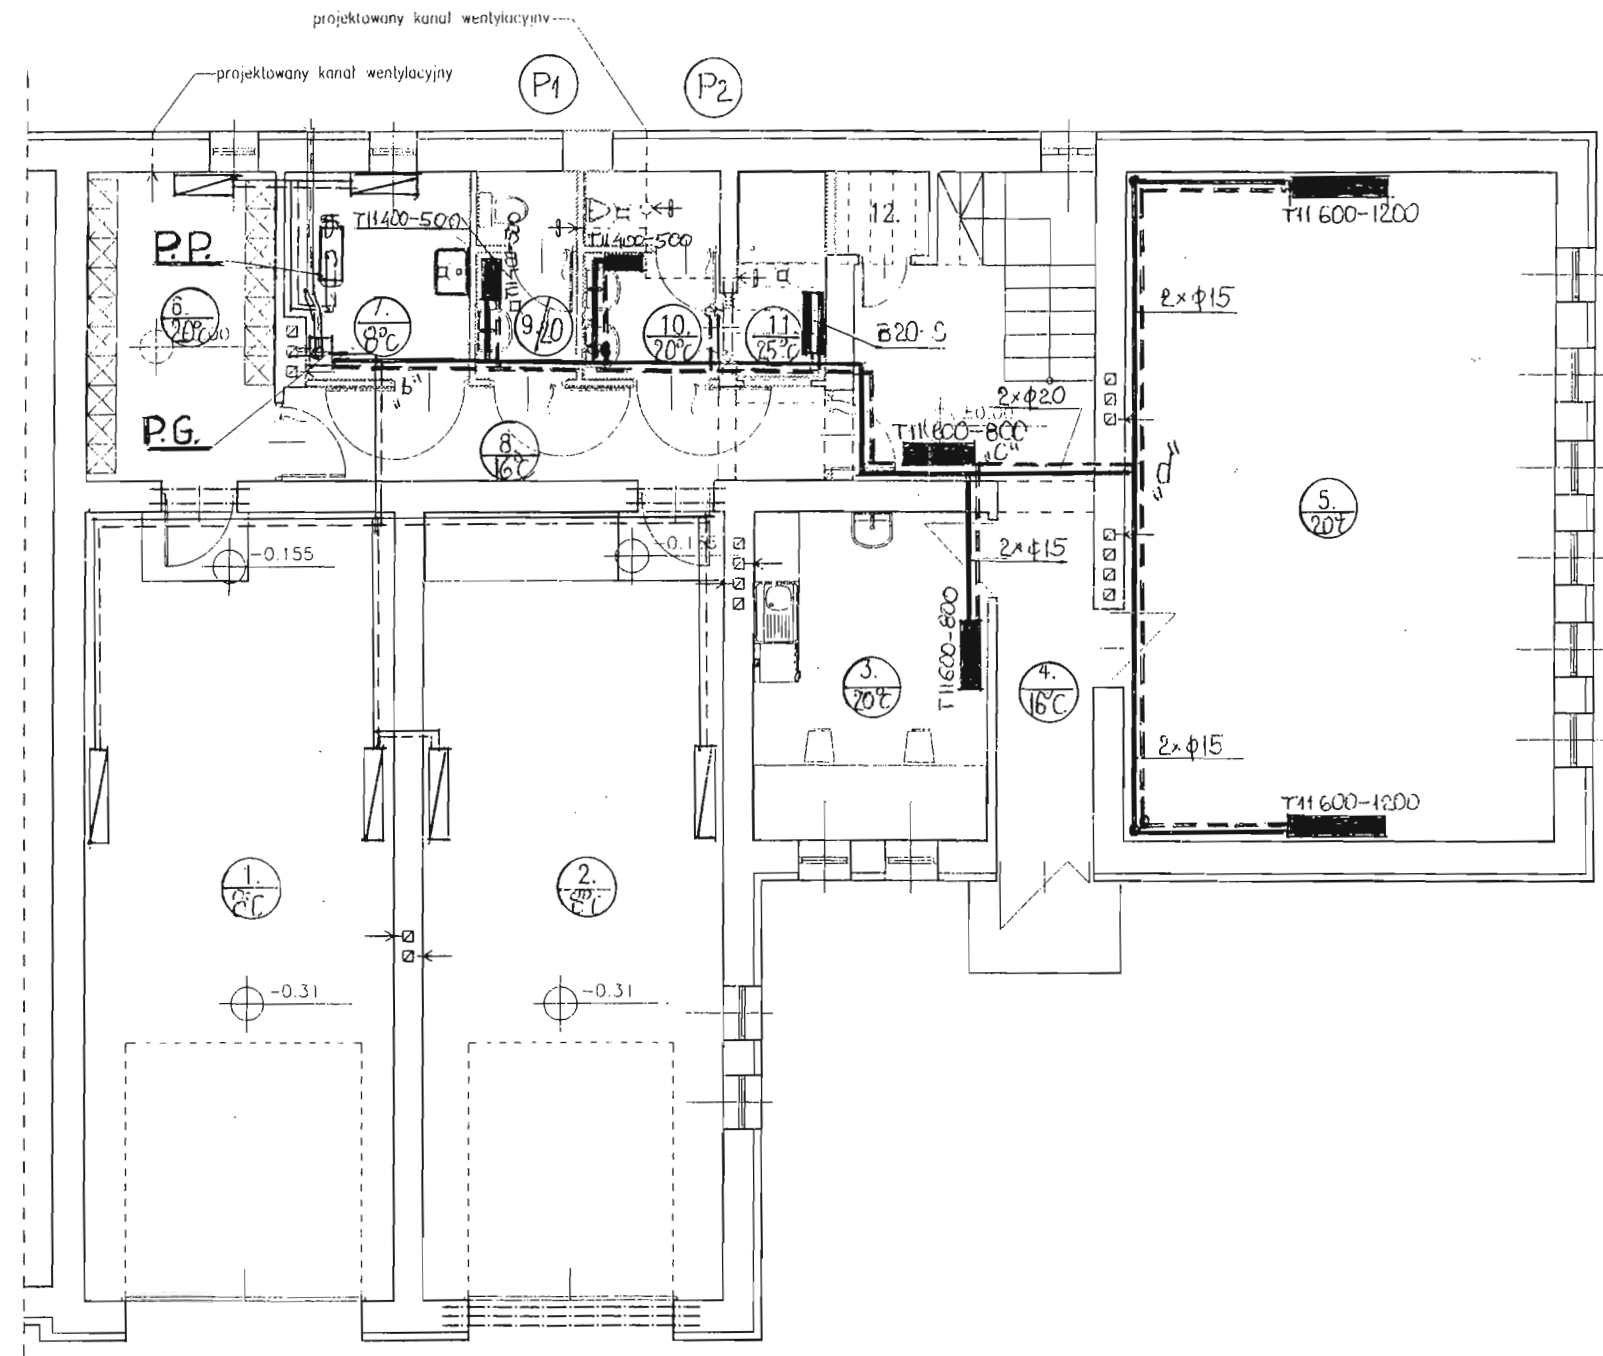 projektowany kanał wentylacyjny
projektowany kanał wentylacyjny
P1
P2
T11 600-1200
12.
T11 400-500
T11 400-500
P.P.
2×ϕ15
6.
20°C
7.
8°C
9.
20
10.
20°C
11
25°C
B20-S
„b"
2×ϕ20
±0.00
P.G.
T11 600-800
„c"
8.
16°C
„d"
5.
20°C
-0.155
2×ϕ15
T11 600-800
3.
20°C
4.
16°C
2×ϕ15
T11 600-1200
1.
8°C
2.
8°C
-0.31
-0.31